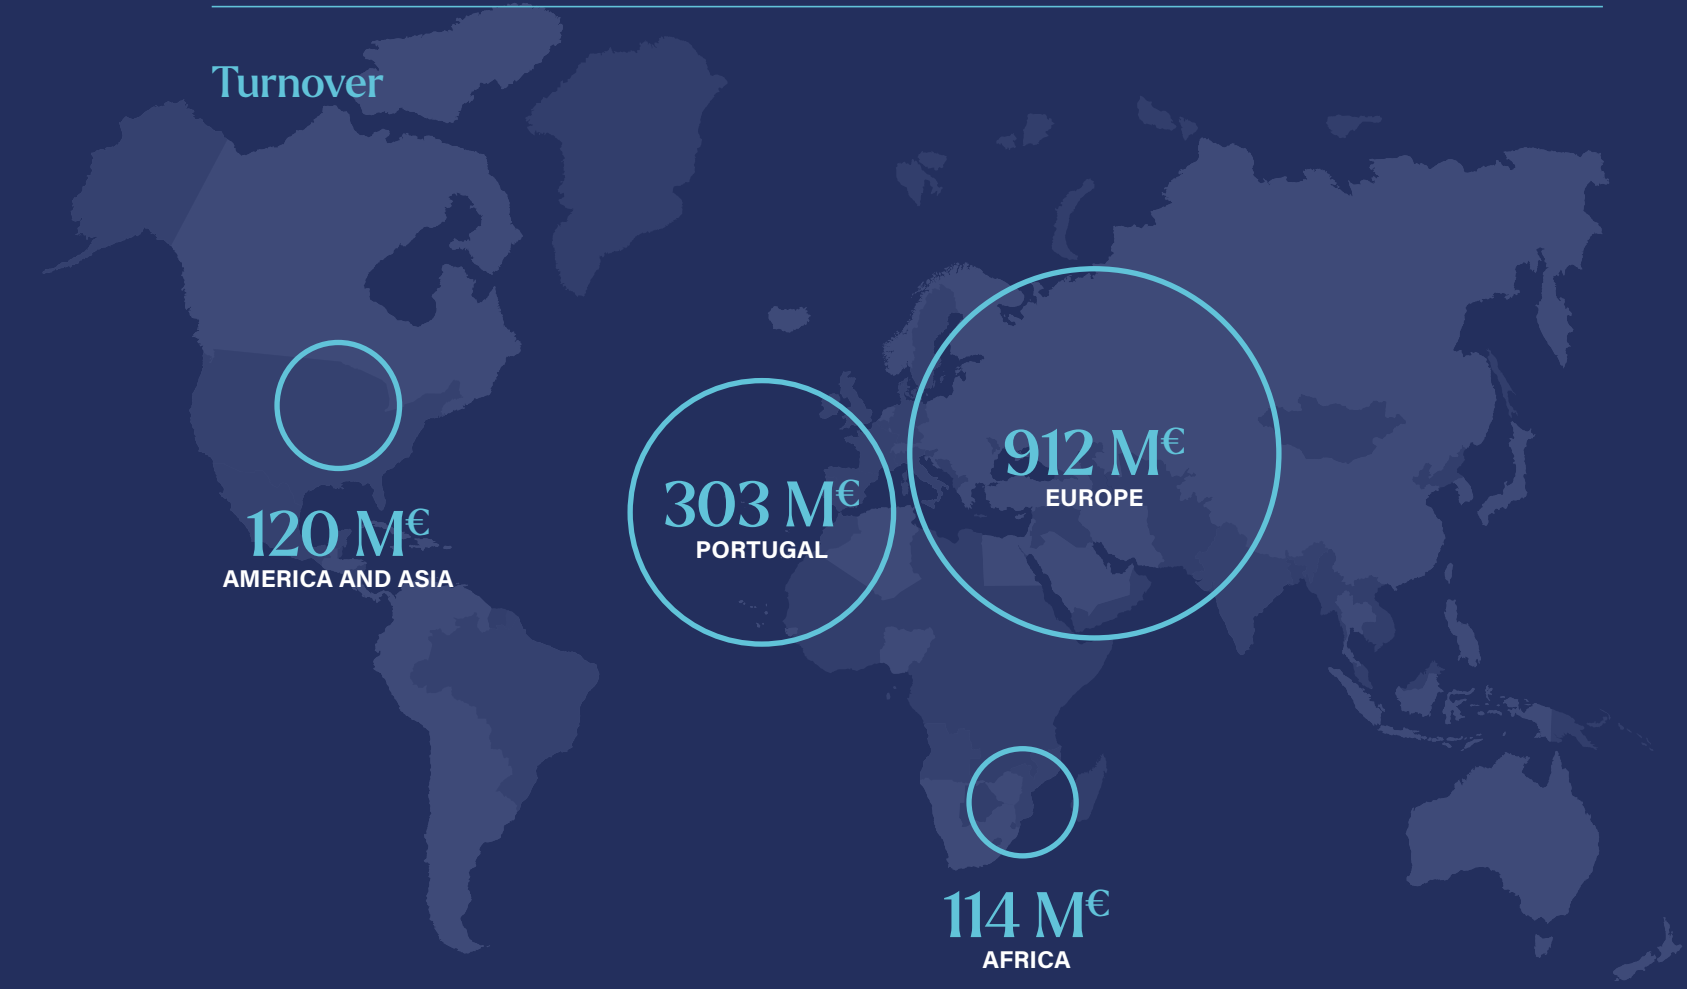 Turnover
912 M€
EUROPE
303 M€
PORTUGAL
120 M€
AMERICA AND ASIA
114 M€
AFRICA